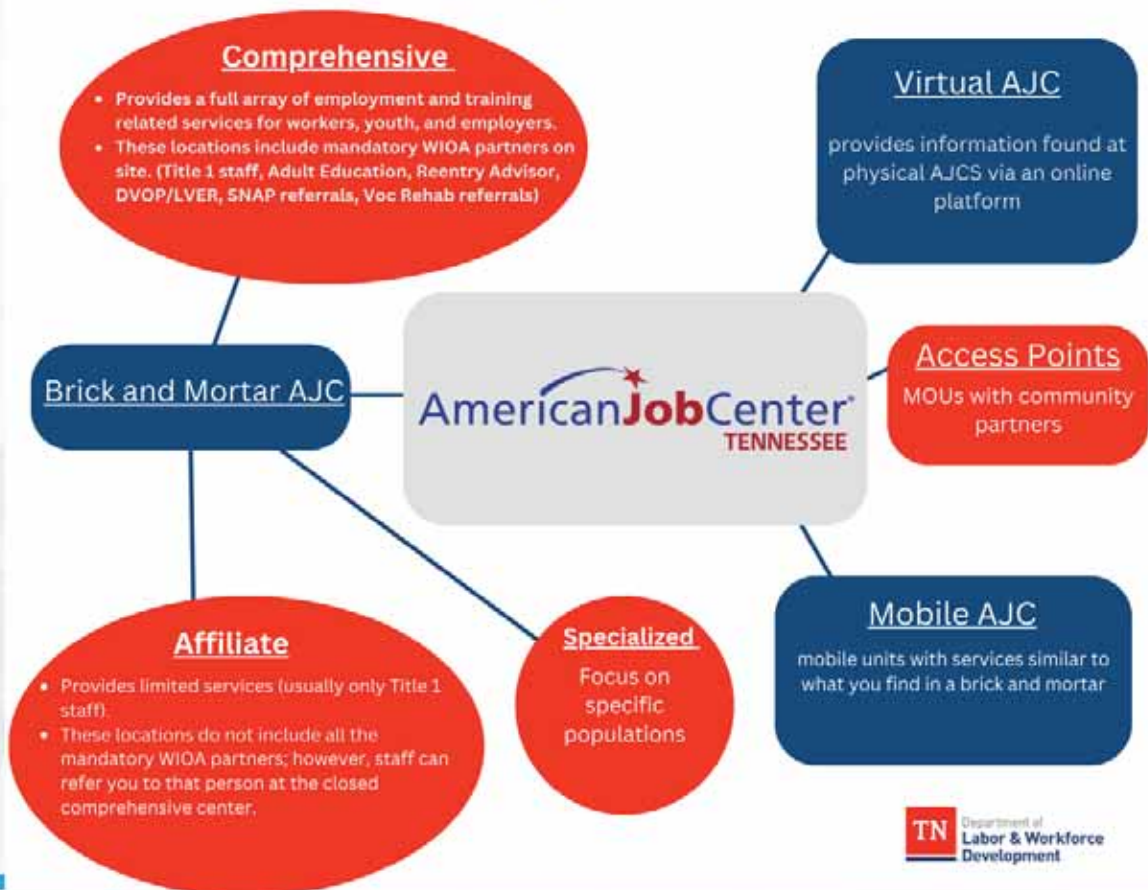 Comprehensive
• Provides a full array of employment and training
related services for workers, youth, and employers.
• These locations include mandatory WIOA partners on
site. (Title 1 staff, Adult Education, Reentry Advisor,
DVOP/LVER, SNAP referrals, Voc Rehab referrals)
Virtual AJC
provides information found at
physical AJCS via an online
platform
Brick and Mortar AJC
AmericanJobCenter®
TENNESSEE
Access Points
MOUs with community
partners
Affiliate
• Provides limited services (usually only Title 1
staff)
• These locations do not include all the
mandatory WIOA partners; however, staff can
refer you to that person at the closed
comprehensive center.
Specialized
Focus on
specific
populations
Mobile AJC
mobile units with services similar to
what you find in a brick and mortar
TN
Department of
Labor & Workforce
Development